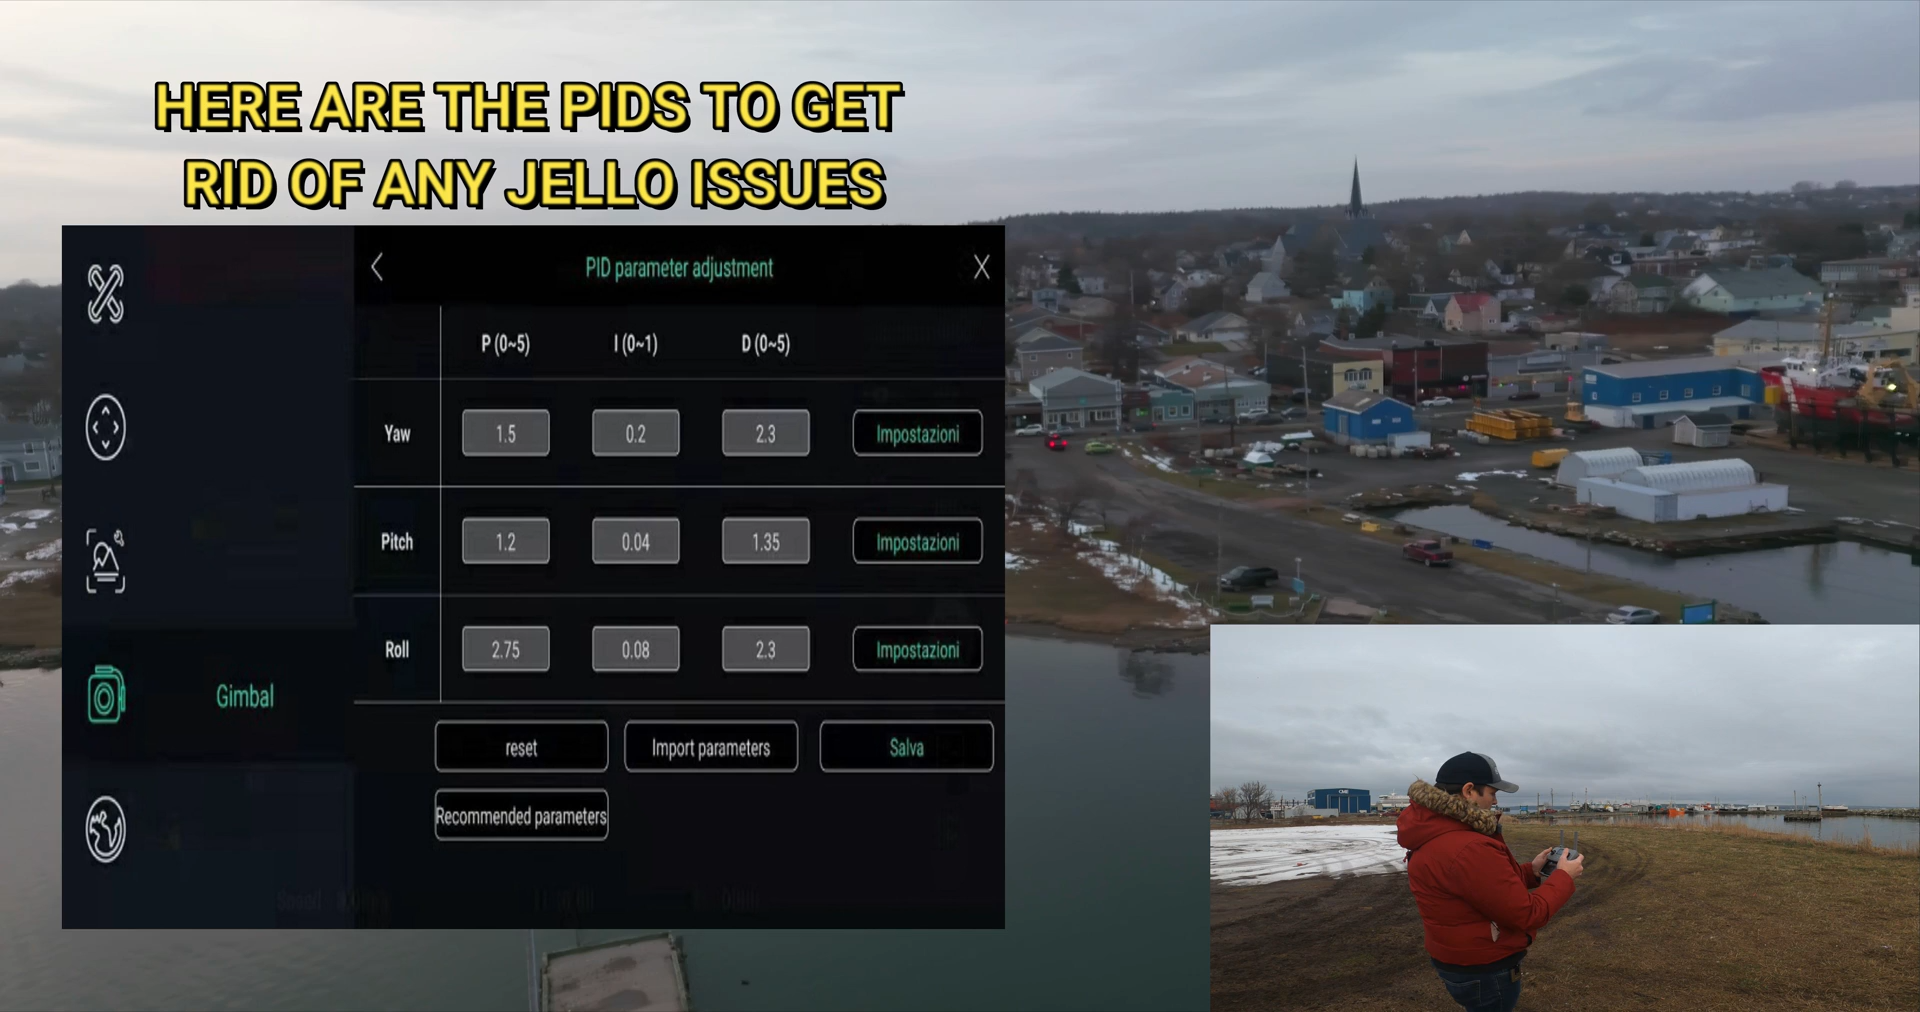 HERE ARE THE PIDS TO GET
RID OF ANY JELLO ISSUES
PID parameter adjustment
X
P (0~5) I (0~1) D (0~5)
Yaw 1.5 0.2 2.3 Impostazioni
Pitch 1.2 0.04 1.35 Impostazioni
Roll 2.75 0.08 2.3 Impostazioni
Gimbal
reset Import parameters Salva
Recommended parameters